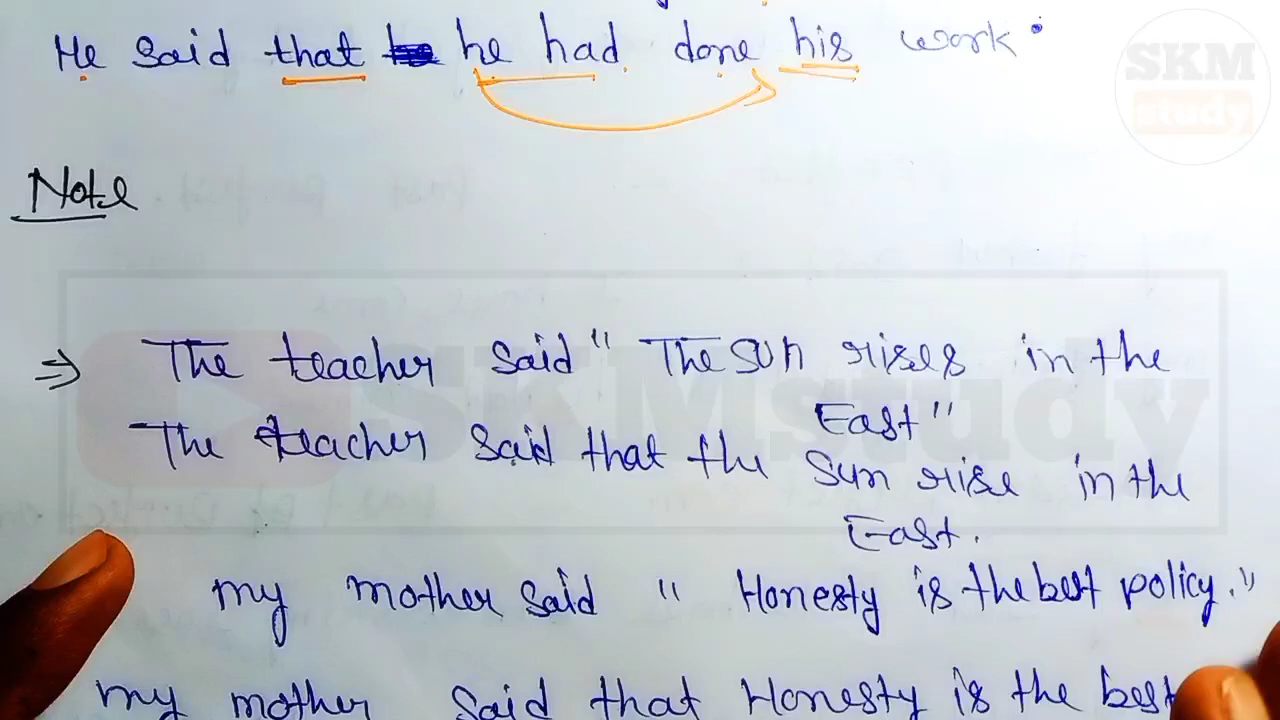 He said that he had done his work.
SKM
study
Note
SKMstudy
⇒ The teacher said " The sun rises in the
East"
The teacher said that the sun rise in the
East.
my mother said " Honesty is the best policy."
my mother said that Honesty is the best